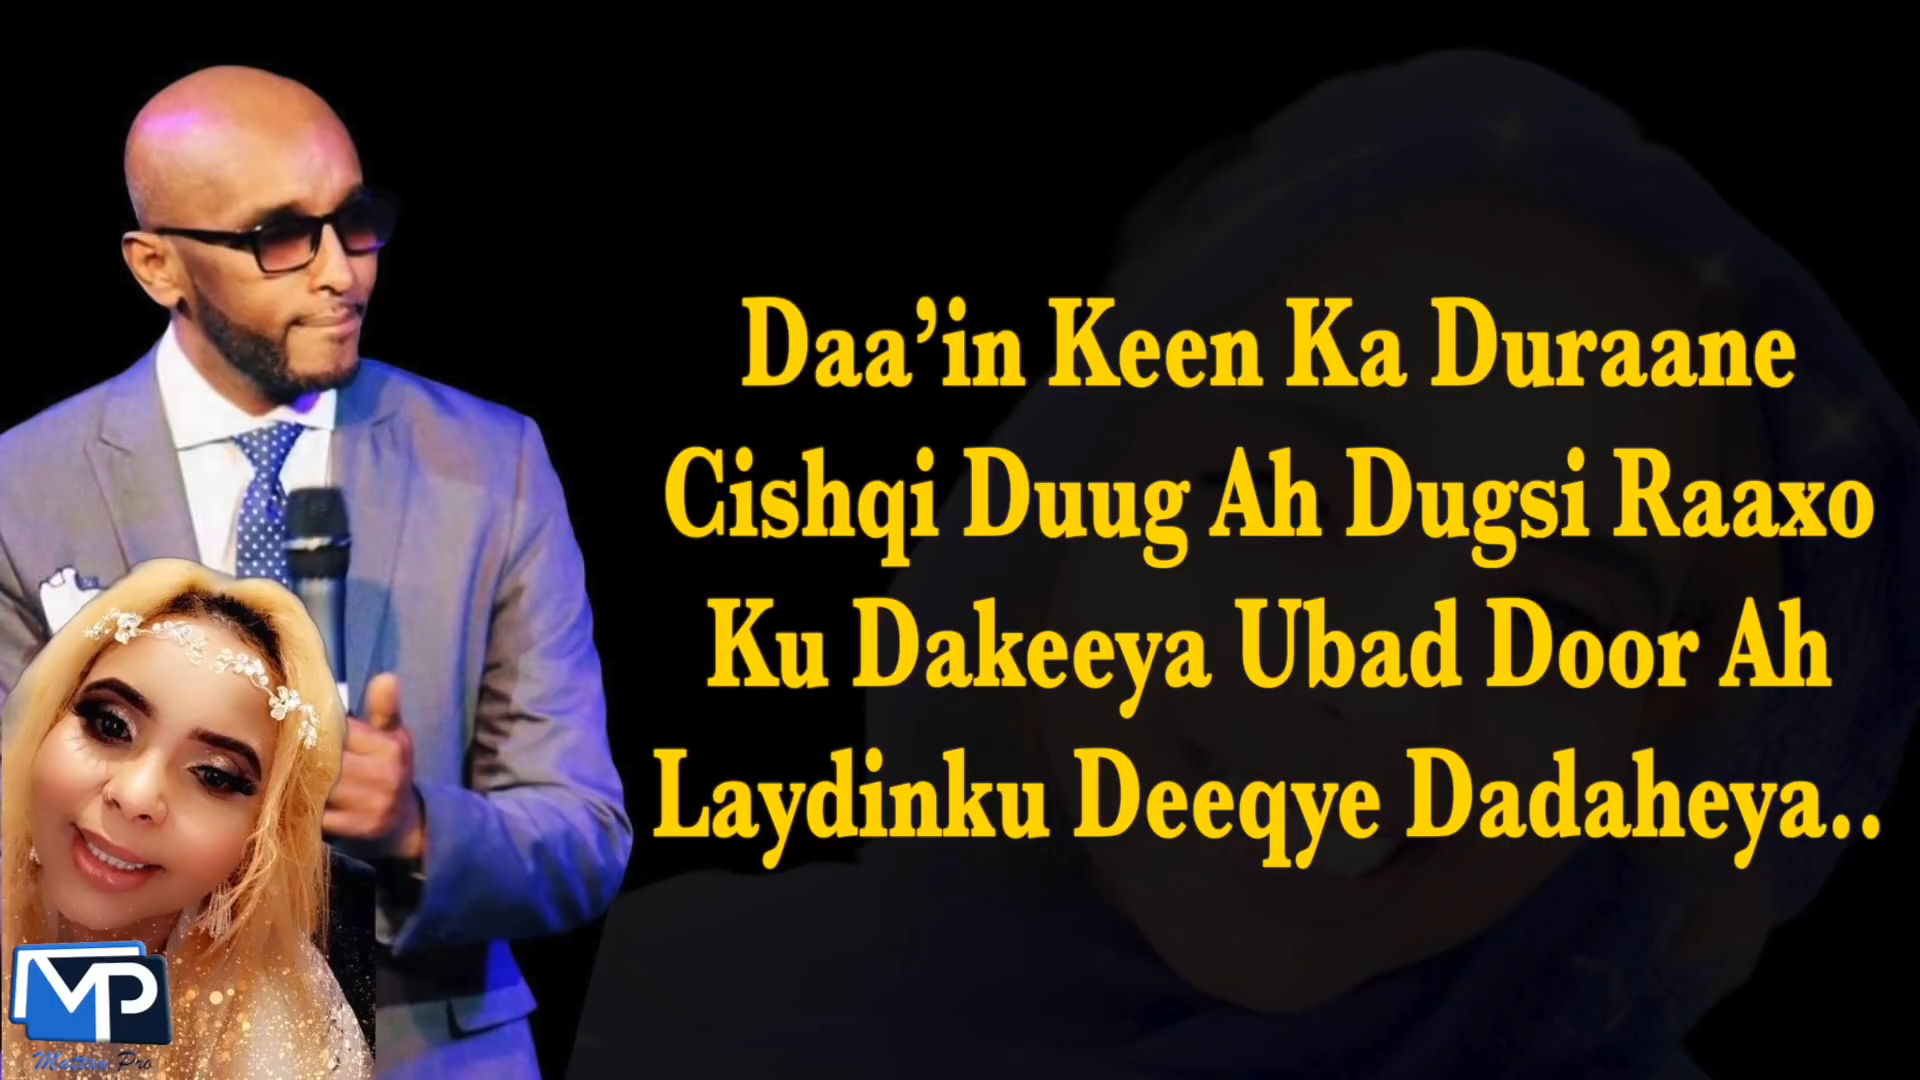 Daa’in Keen Ka Duraane
Cishqi Duug Ah Dugsi Raaxo
Ku Dakeeya Ubad Door Ah
Laydinku Deeqye Dadaheya..
MP
Pro